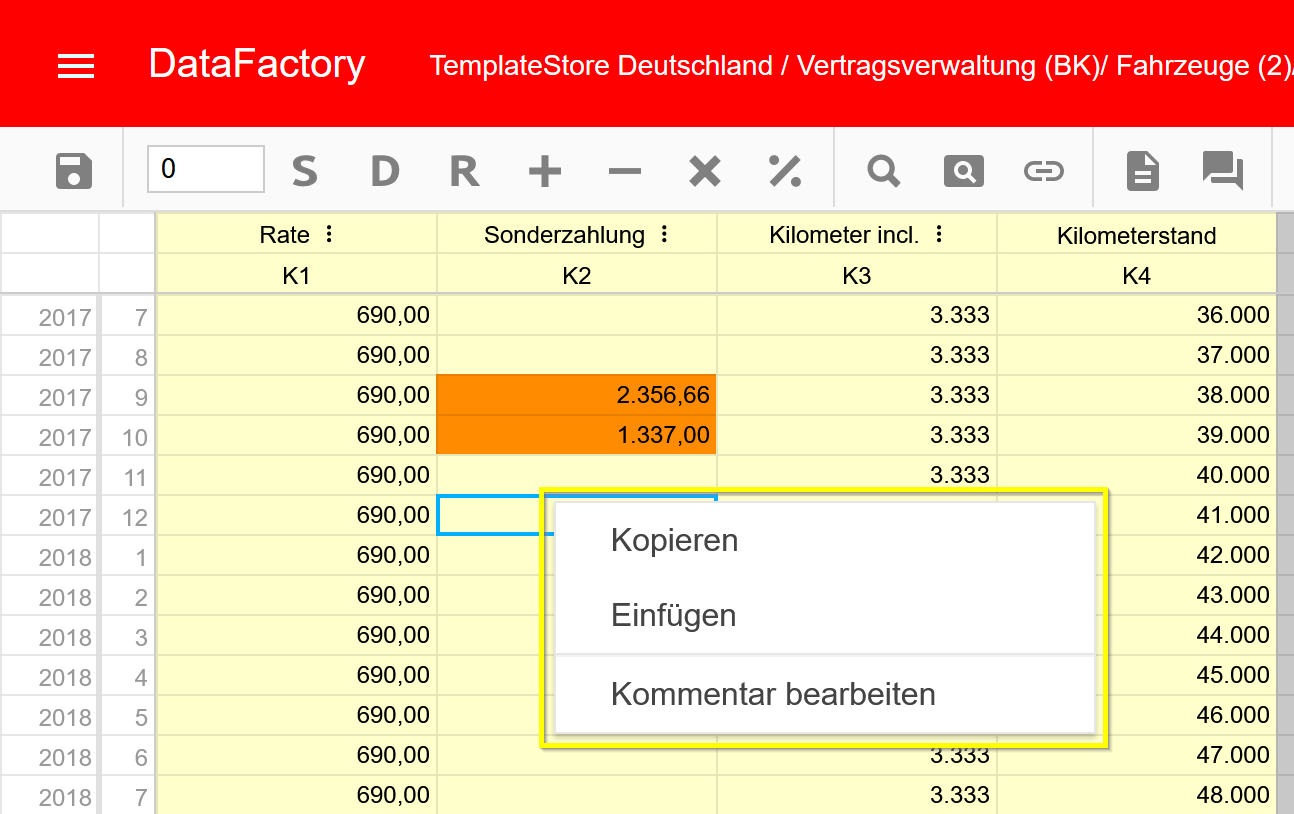 DataFactory TemplateStore Deutschland / Vertragsverwaltung (BK)/ Fahrzeuge (2)/
0 S D R
Rate Sonderzahlung Kilometer incl. Kilometerstand
K1 K2 K3 K4
2017 7 690,00 3.333 36.000
2017 8 690,00 3.333 37.000
2017 9 690,00 2.356,66 3.333 38.000
2017 10 690,00 1.337,00 3.333 39.000
2017 11 690,00 3.333 40.000
2017 12 690,00 41.000
Kopieren
2018 1 690,00 42.000
2018 2 690,00 43.000
Einfügen
2018 3 690,00 44.000
2018 4 690,00 45.000
Kommentar bearbeiten
2018 5 690,00 46.000
2018 6 690,00 3.333 47.000
2018 7 690,00 3.333 48.000